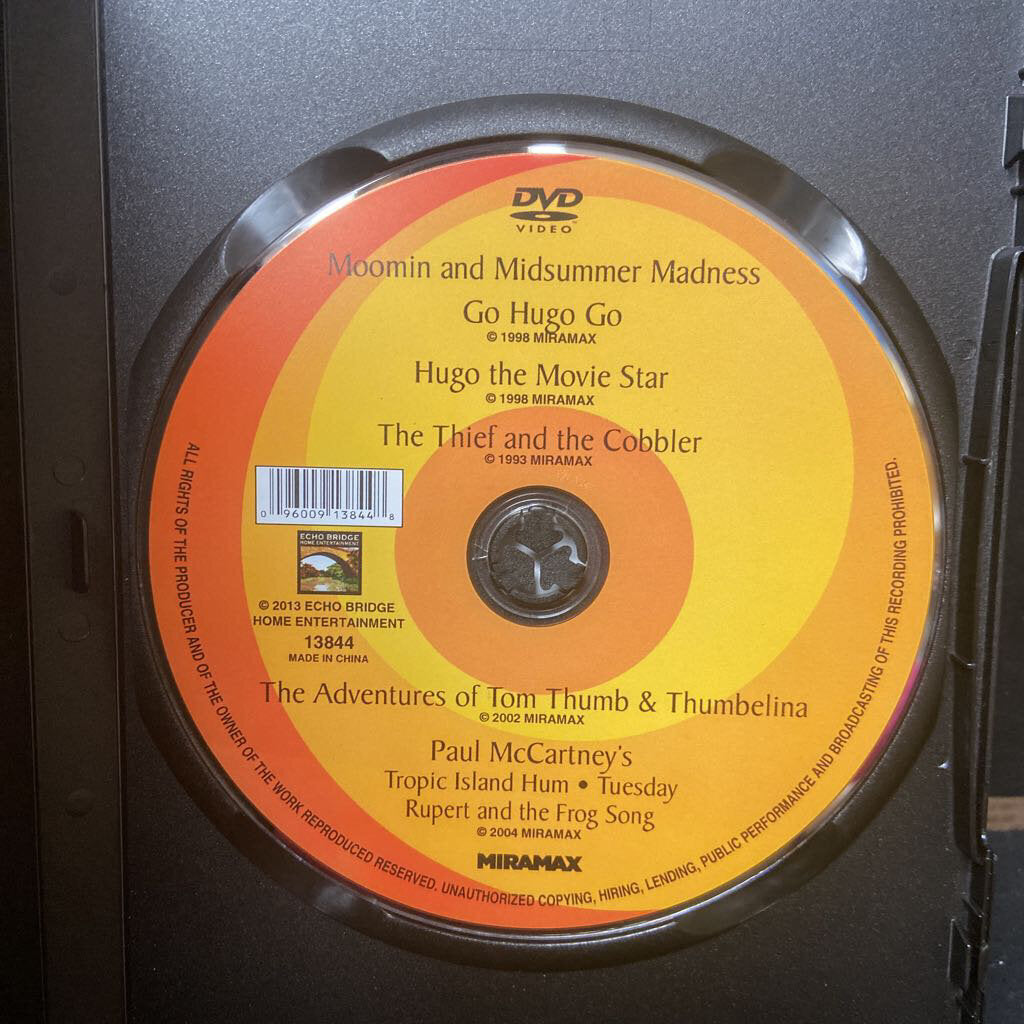 DVD
VIDEO
Moomin and Midsummer Madness
Go Hugo Go
© 1998 MIRAMAX
Hugo the Movie Star
© 1998 MIRAMAX
The Thief and the Cobbler
© 1993 MIRAMAX
0 96009 13844 8
ECHO BRIDGE
HOME ENTERTAINMENT
© 2013 ECHO BRIDGE
HOME ENTERTAINMENT
13844
MADE IN CHINA
The Adventures of Tom Thumb & Thumbelina
© 2002 MIRAMAX
Paul McCartney's
Tropic Island Hum • Tuesday
Rupert and the Frog Song
© 2004 MIRAMAX
MIRAMAX
ALL RIGHTS OF THE PRODUCER AND OF THE OWNER OF THE WORK REPRODUCED RESERVED. UNAUTHORIZED COPYING, HIRING, LENDING, PUBLIC PERFORMANCE AND BROADCASTING OF THIS RECORDING PROHIBITED.